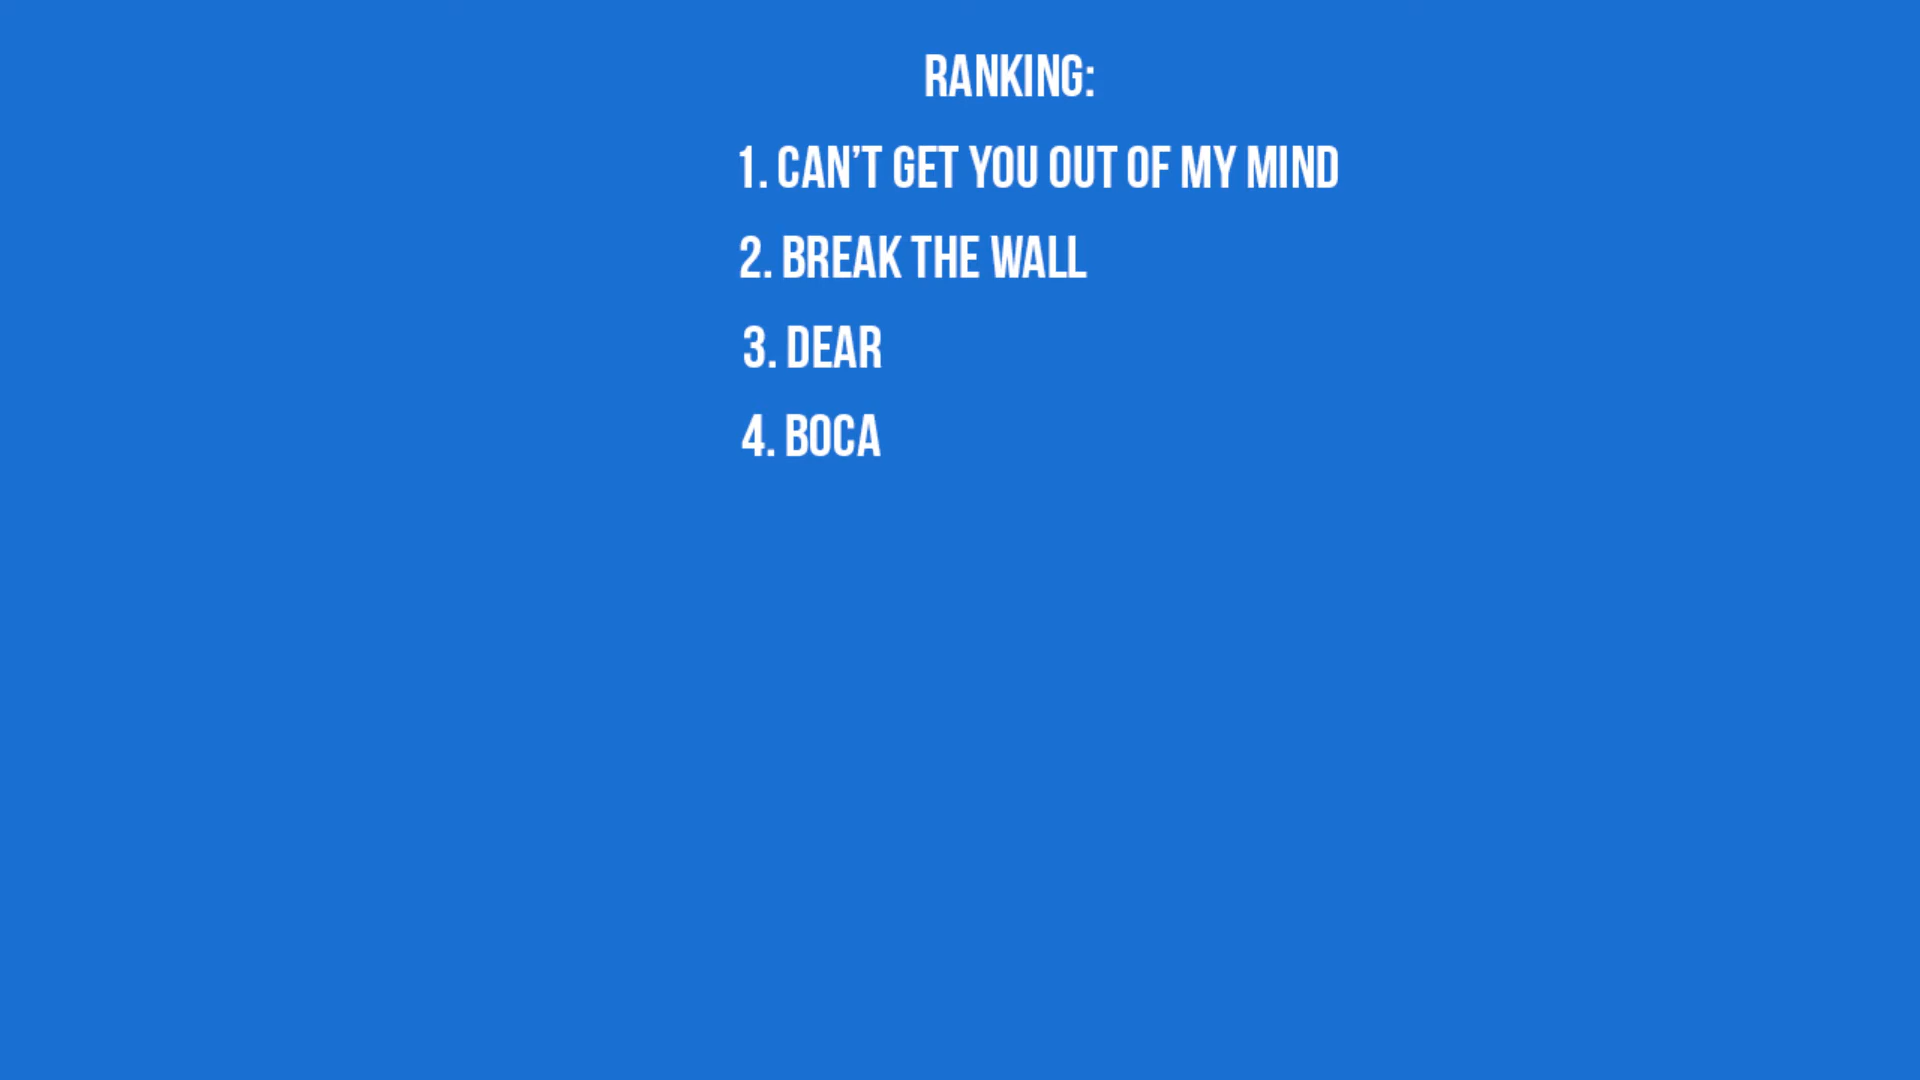 RANKING:
1. CAN'T GET YOU OUT OF MY MIND
2. BREAK THE WALL
3. DEAR
4. BOCA